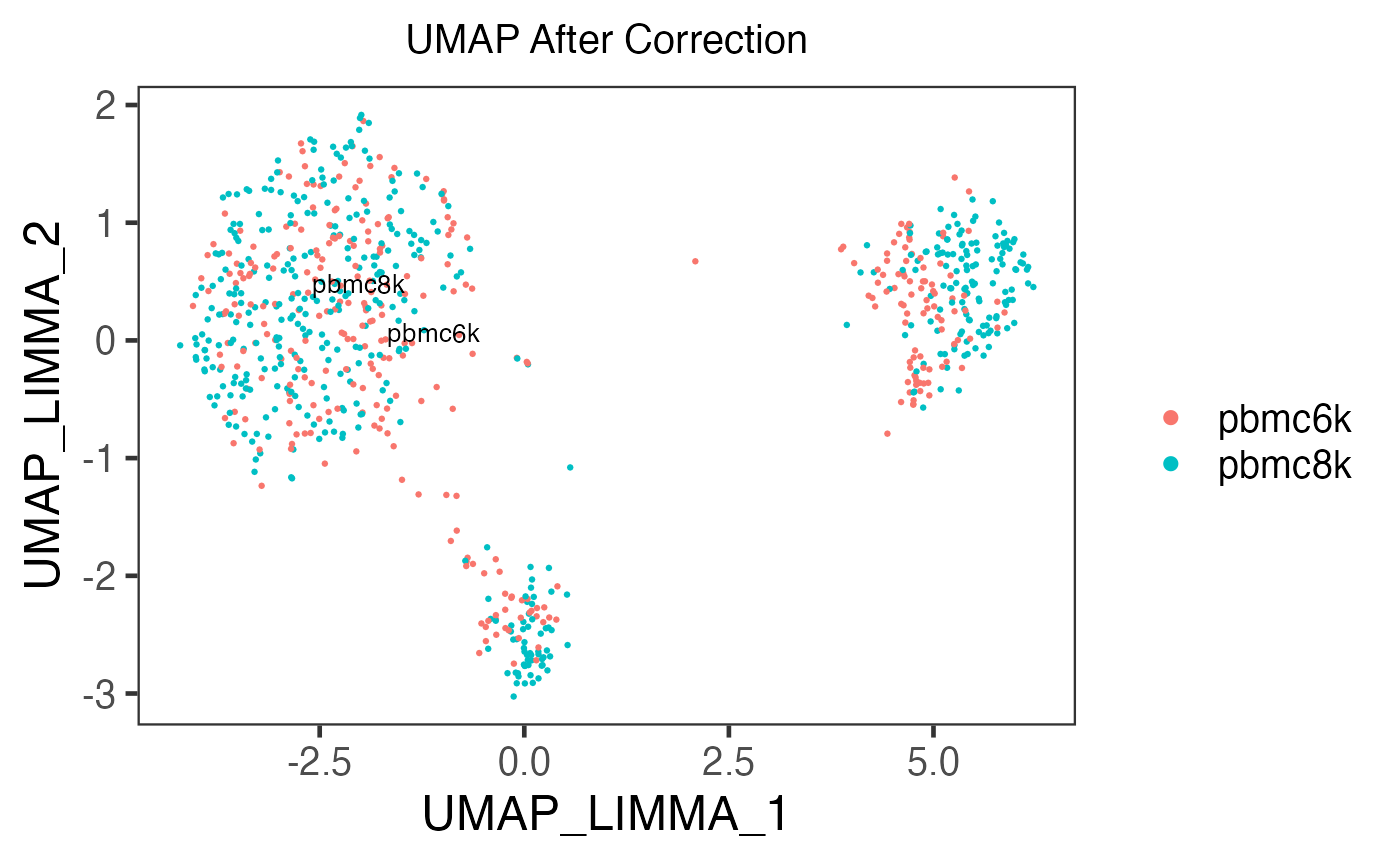 UMAP After Correction
UMAP_LIMMA_2
2
1
0
-1
-2
-3
pbmc8k
pbmc6k
-2.5 0.0 2.5 5.0
UMAP_LIMMA_1
pbmc6k
pbmc8k